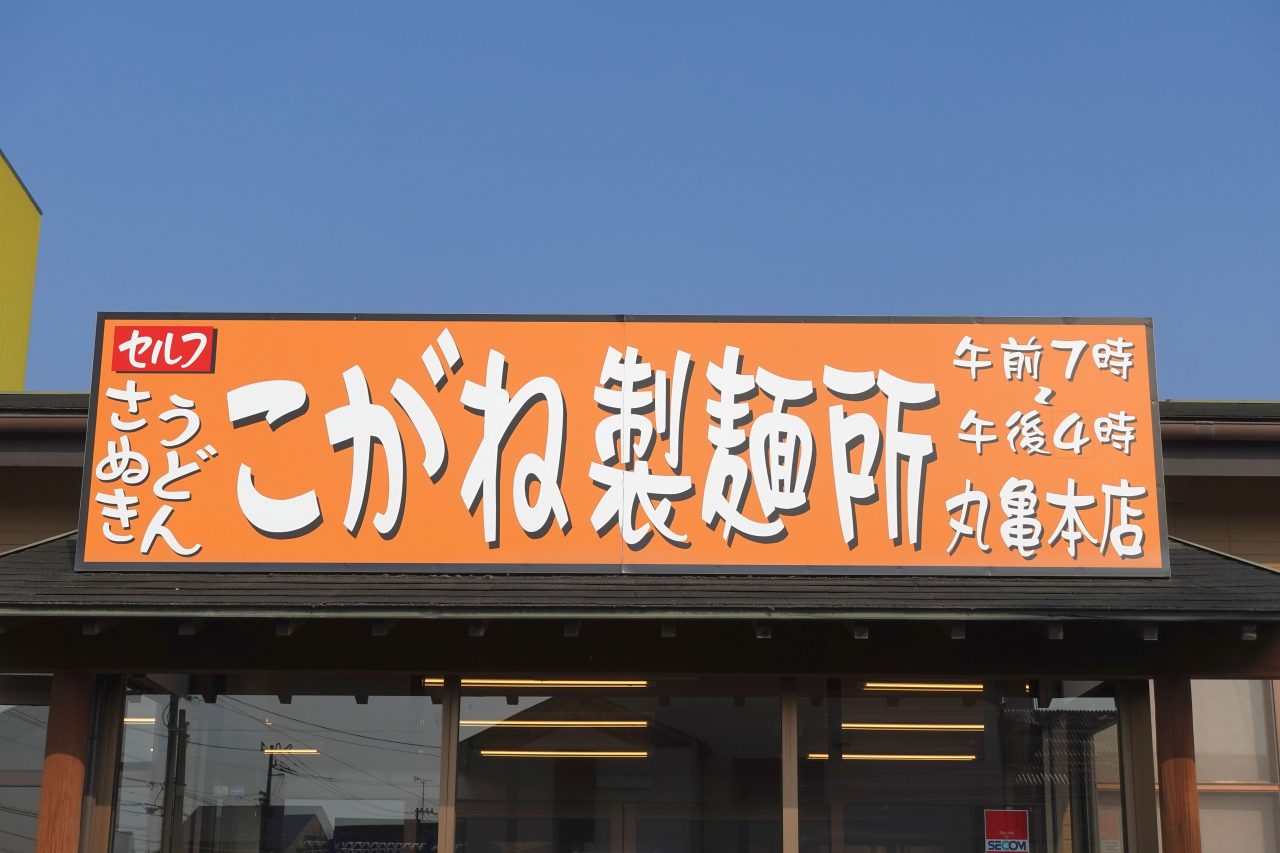 セルフ
さぬき
うどん
こがね製麺所
午前7時
〜
午後4時
丸亀本店
SECOM